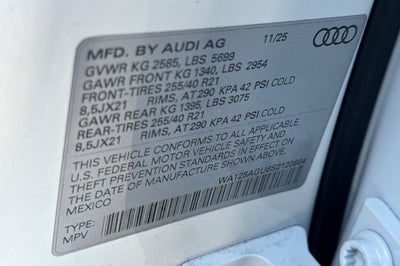 MFD. BY AUDI AG 11/25
GVWR KG 2585, LBS 5699
GAWR FRONT KG 1340, LBS 2954
FRONT-TIRES 255/40 R21
8,5JX21 RIMS, AT 290 KPA 42 PSI COLD
GAWR REAR KG 1395, LBS 3075
REAR-TIRES 255/40 R21
8,5JX21 RIMS, AT 290 KPA 42 PSI COLD
THIS VEHICLE CONFORMS TO ALL APPLICABLE
U.S. FEDERAL MOTOR VEHICLE SAFETY AND
THEFT PREVENTION STANDARDS IN EFFECT ON
THE DATE OF MANUFACTURE SHOWN ABOVE.
MEXICO
TYPE:
MPV